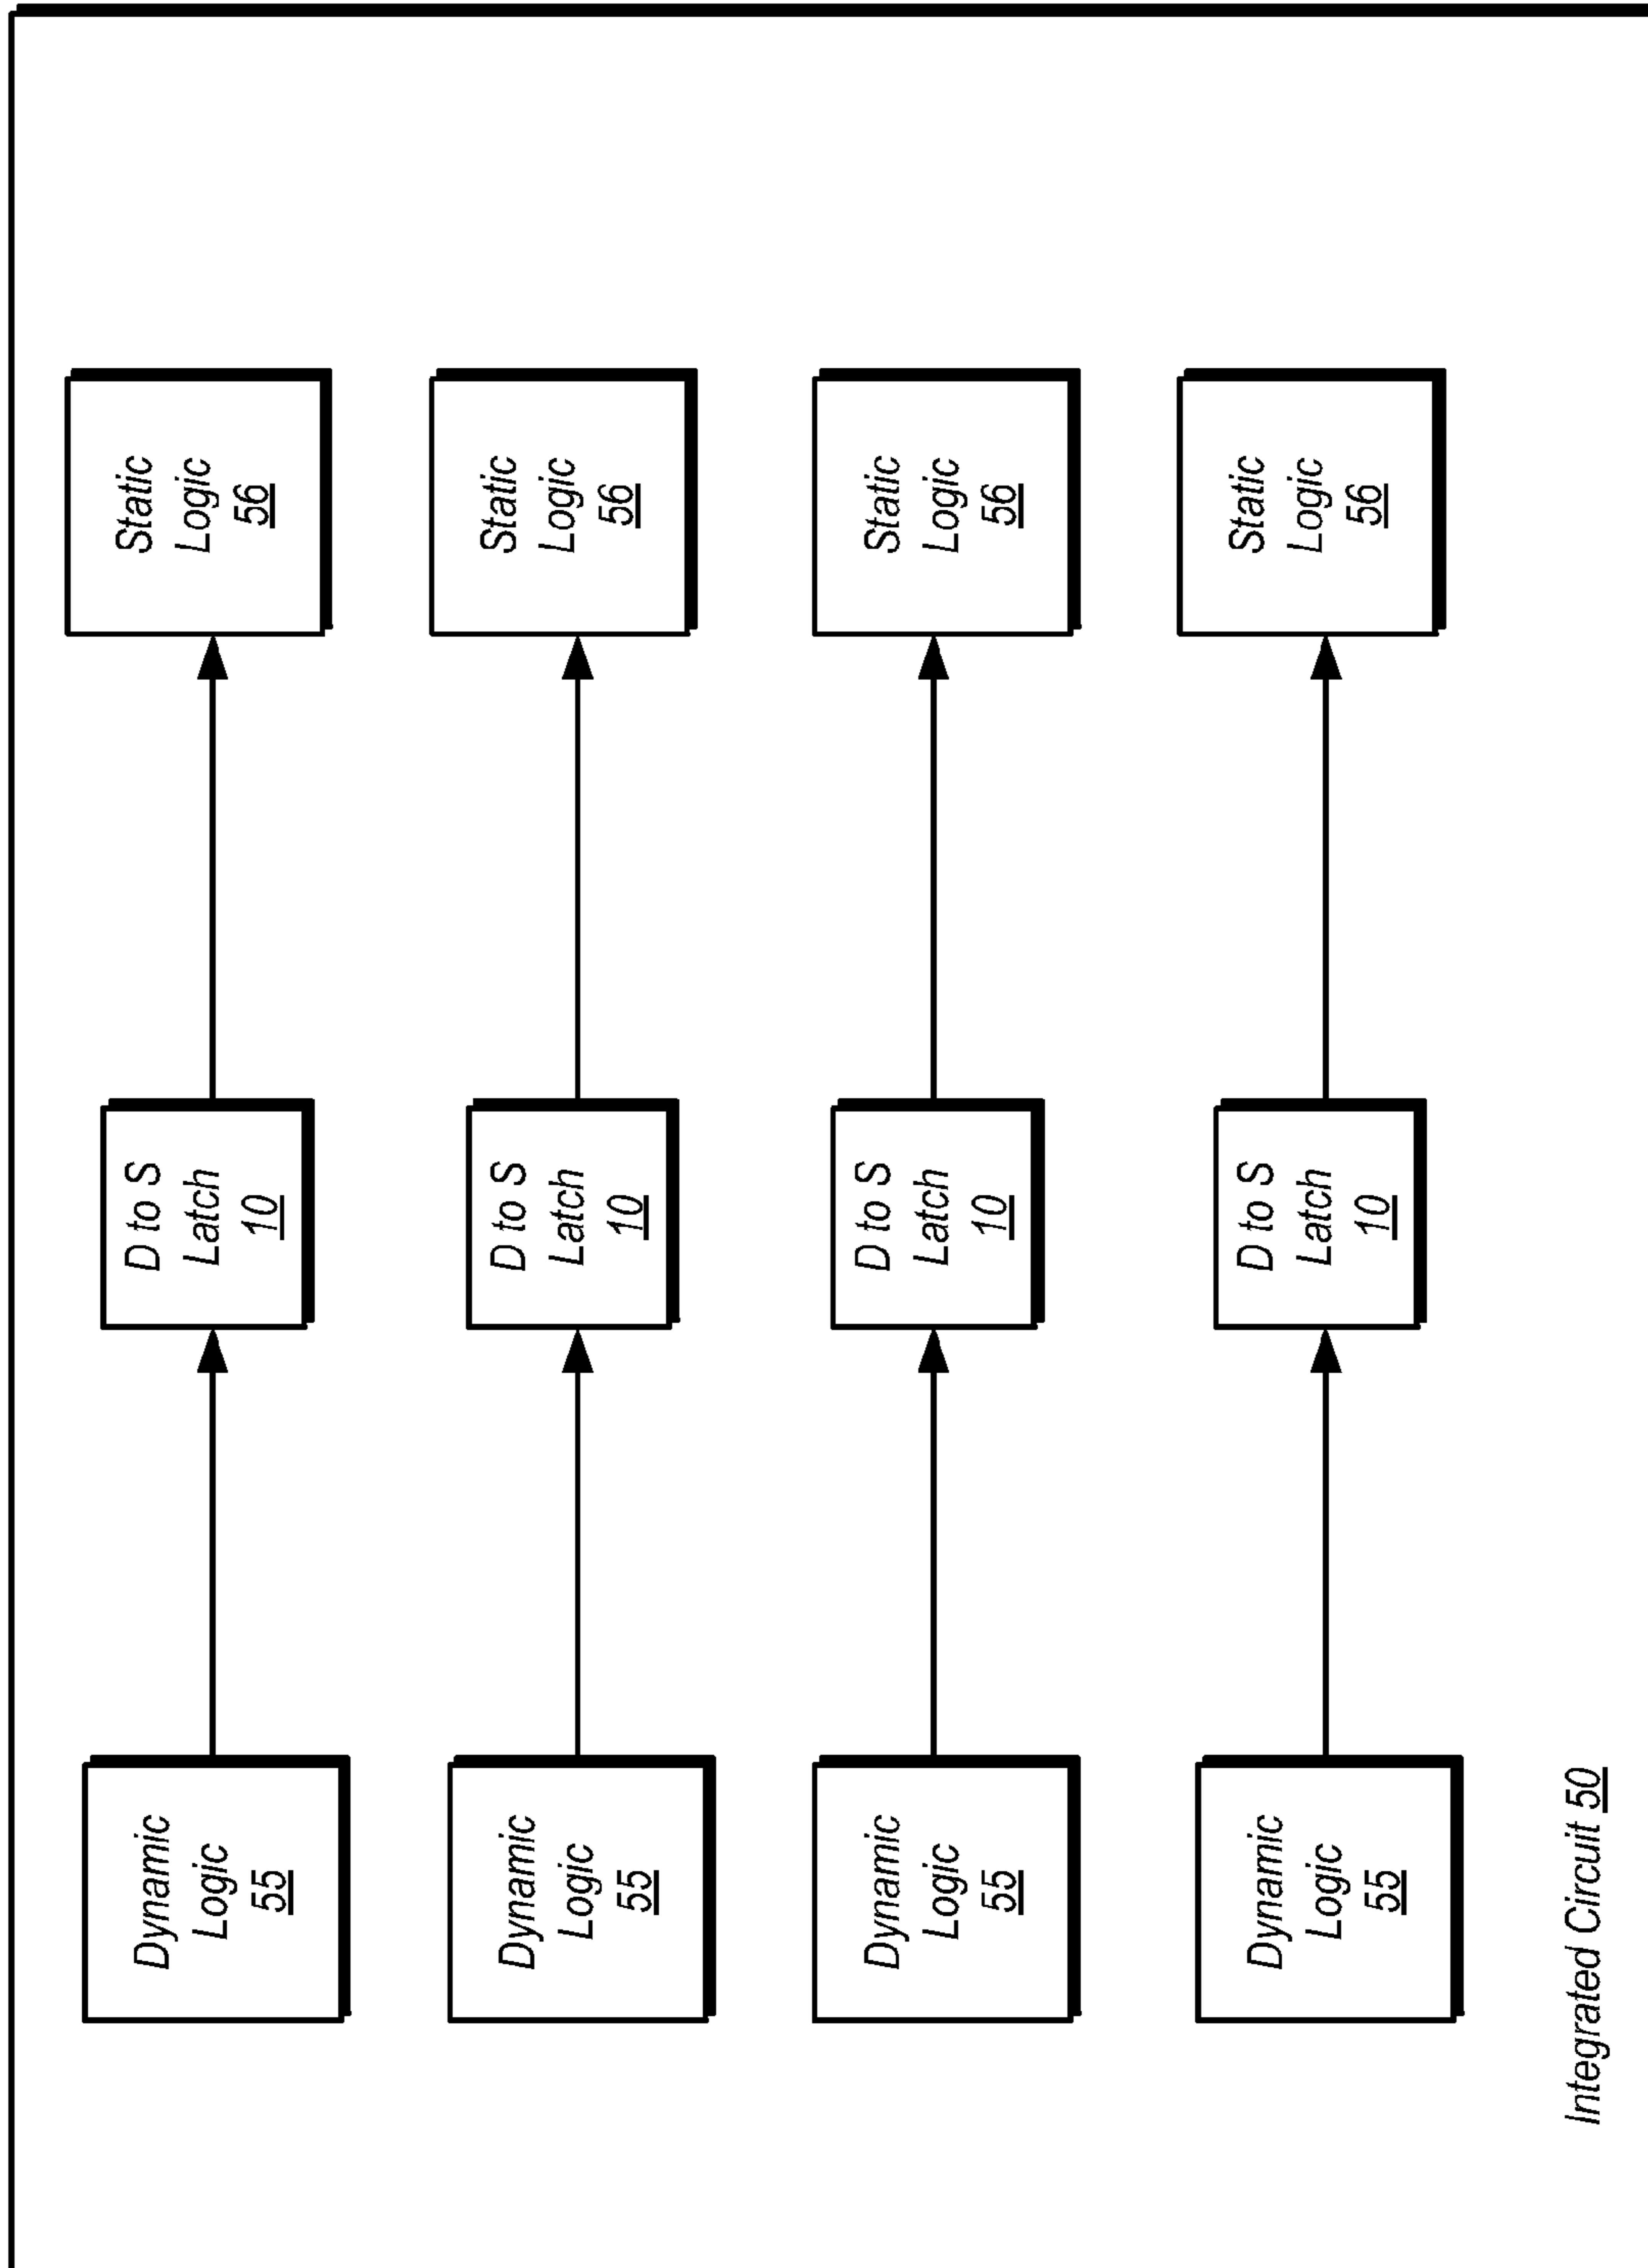 Dynamic
Logic
55
D to S
Latch
10
Static
Logic
56
Dynamic
Logic
55
D to S
Latch
10
Static
Logic
56
Dynamic
Logic
55
D to S
Latch
10
Static
Logic
56
Dynamic
Logic
55
D to S
Latch
10
Static
Logic
56
Integrated Circuit 50